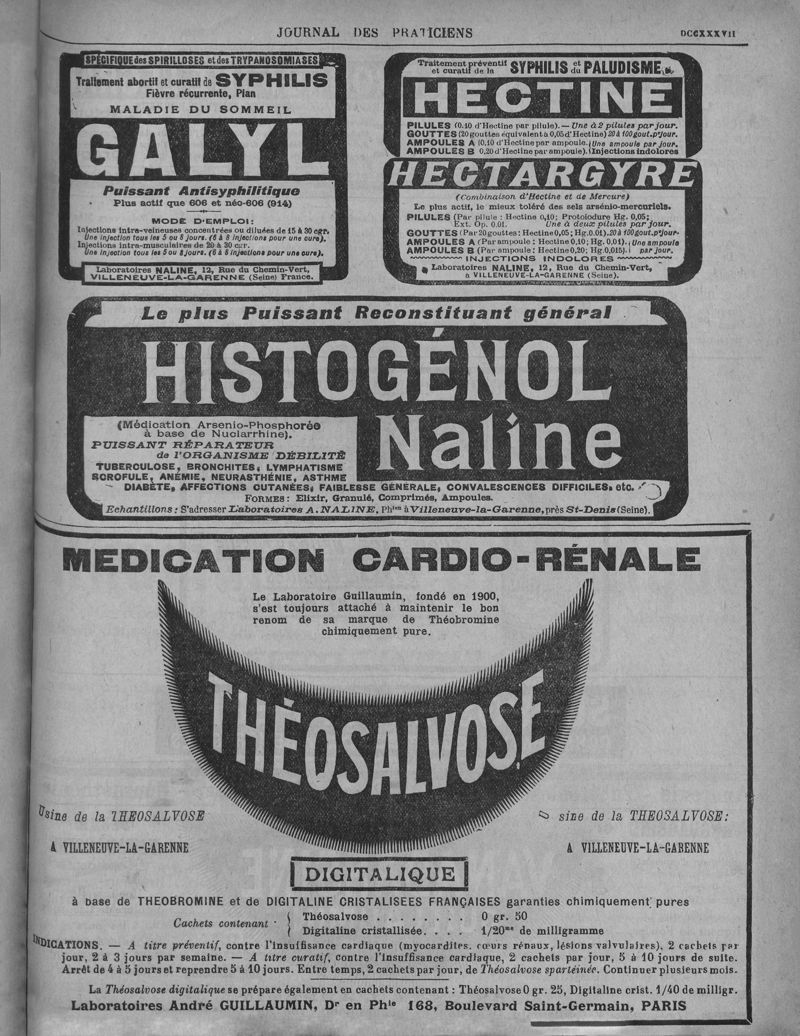 JOURNAL DES PRATICIENS
DCCXXXVII
SPÉCIFIQUE des SPIRILLOSES et des TRYPANOSOMIASES
Traitement abortif et curatif de SYPHILIS
Fièvre récurrente, Pian
MALADIE DU SOMMEIL
GALYL
Puissant Antisyphilitique
Plus actif que 606 et néo-606 (914)
MODE D'EMPLOI:
Injections intra-veineuses concentrées ou diluées de 15 à 30 cgr.
Une injection tous les 5 ou 6 jours. (6 à 8 injections pour une cure).
Injections intra-musculaires de 20 à 30 cgr.
Une injection tous les 5 ou 8 jours. (6 à 8 injections pour une cure).
Laboratoires NALINE, 12, Rue du Chemin-Vert,
VILLENEUVE-LA-GARENNE (Seine) France.
Traitement préventif et curatif de la SYPHILIS et du PALUDISME
HECTINE
PILULES (0.10 d'Hectine par pilule). — Une à 2 pilules par jour.
GOUTTES (20 gouttes équivalent à 0,05 d'Hectine) 20 à 100 gout. p' jour.
AMPOULES A (0.10 d'Hectine par ampoule. Une ampoule par jour.
AMPOULES B 0,20 d'Hectine par ampoule). Injections indolores
HECTARGYRE
(Combinaison d'Hectine et de Mercure)
Le plus actif, le mieux toléré des sels arsénio-mercuriels.
PILULES (Par pilule : Hectine 0,10; Protoiodure Hg. 0,05;
Ext. Op. 0.01. Une à deux pilules par jour.
GOUTTES (Par 20 gouttes: Hectine 0,05; Hg. 0.01). 20 à 100 gout. p' jour.
AMPOULES A (Par ampoule : Hectine 0,10; Hg. 0,01). Une ampoule
AMPOULES B (Par ampoule : Hectine 0,20; Hg. 0,015). par jour.
INJECTIONS INDOLORES
Laboratoires NALINE, 12, Rue du Chemin-Vert,
à VILLENEUVE-LA-GARENNE (Seine).
Le plus Puissant Reconstituant général
HISTOGÉNOL
Naline
(Médication Arsenio-Phosphorée
à base de Nuclarrhine).
PUISSANT RÉPARATEUR
de l'ORGANISME DÉBILITÉ
TUBERCULOSE, BRONCHITES, LYMPHATISME
SCROFULE, ANÉMIE, NEURASTHÉNIE, ASTHME
DIABÈTE, AFFECTIONS CUTANÉES, FAIBLESSE GÉNÉRALE, CONVALESCENCES DIFFICILES, etc.
FORMES : Elixir, Granulé, Comprimés, Ampoules.
Echantillons : S'adresser Laboratoires A. NALINE, Phien à Villeneuve-la-Garenne, près St-Denis (Seine).
MEDICATION CARDIO-RÉNALE
Le Laboratoire Guillaumin, fondé en 1900,
s'est toujours attaché à maintenir le bon
renom de sa marque de Théobromine
chimiquement pure.
THÉOSALVOSE
Usine de la THEOSALVOSE
A VILLENEUVE-LA-GARENNE
sine de la THEOSALVOSE:
A VILLENEUVE-LA-GARENNE
DIGITALIQUE
à base de THEOBROMINE et de DIGITALINE CRISTALISEES FRANÇAISES garanties chimiquement pures
Cachets contenant
Théosalvose . . . . . . . . 0 gr. 50
Digitaline cristallisée. . . . 1/20me de milligramme
INDICATIONS. — A titre préventif, contre l'insuffisance cardiaque (myocardites, cœurs rénaux, lésions valvulaires), 2 cachets par
jour, 2 à 3 jours par semaine. — A titre curatif, contre l'insuffisance cardiaque, 2 cachets par jour, 5 à 10 jours de suite.
Arrêt de 4 à 5 jours et reprendre 5 à 10 jours. Entre temps, 2 cachets par jour, de Théosalvose spartéinée. Continuer plusieurs mois.
La Théosalvose digitalique se prépare également en cachets contenant : Théosalvose 0 gr. 25, Digitaline crist. 1/40 de milligr.
Laboratoires André GUILLAUMIN, Dr en Phie 168, Boulevard Saint-Germain, PARIS